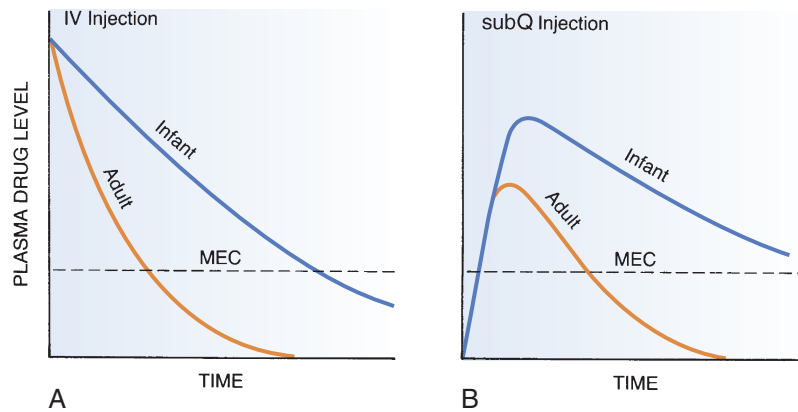 IV Injection
PLASMA DRUG LEVEL
Infant
Adult
MEC
TIME
A
subQ Injection
Infant
Adult
MEC
TIME
B